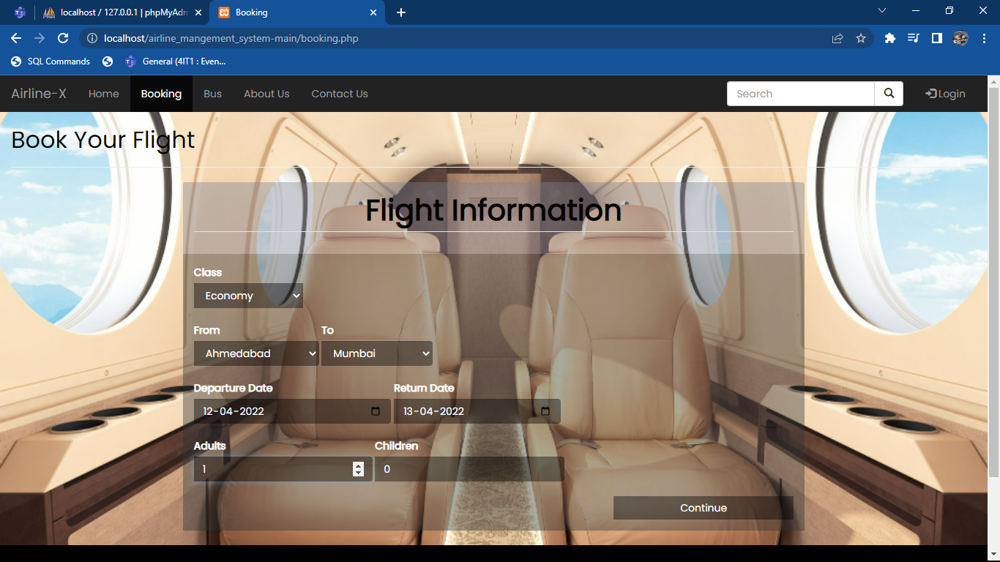 localhost / 127.0.0.1 | phpMyAdm
Booking
localhost/airline_mangement_system-main/booking.php
SQL Commands
General (4IT1 : Even...
Airline-X Home Booking Bus About Us Contact Us Search Login
Book Your Flight
Flight Information
Class
Economy
From To
Ahmedabad Mumbai
Departure Date Return Date
12-04-2022 13-04-2022
Adults Children
1 0
Continue